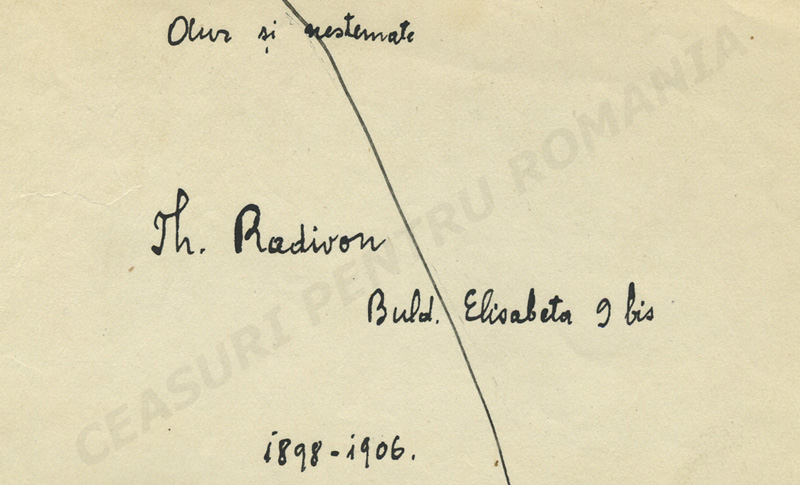 Olur și nestemate
Th. Radivon
Buld. Elisabeta 9 bis
1898-1906.
CEASURI PENTRU ROMANIA